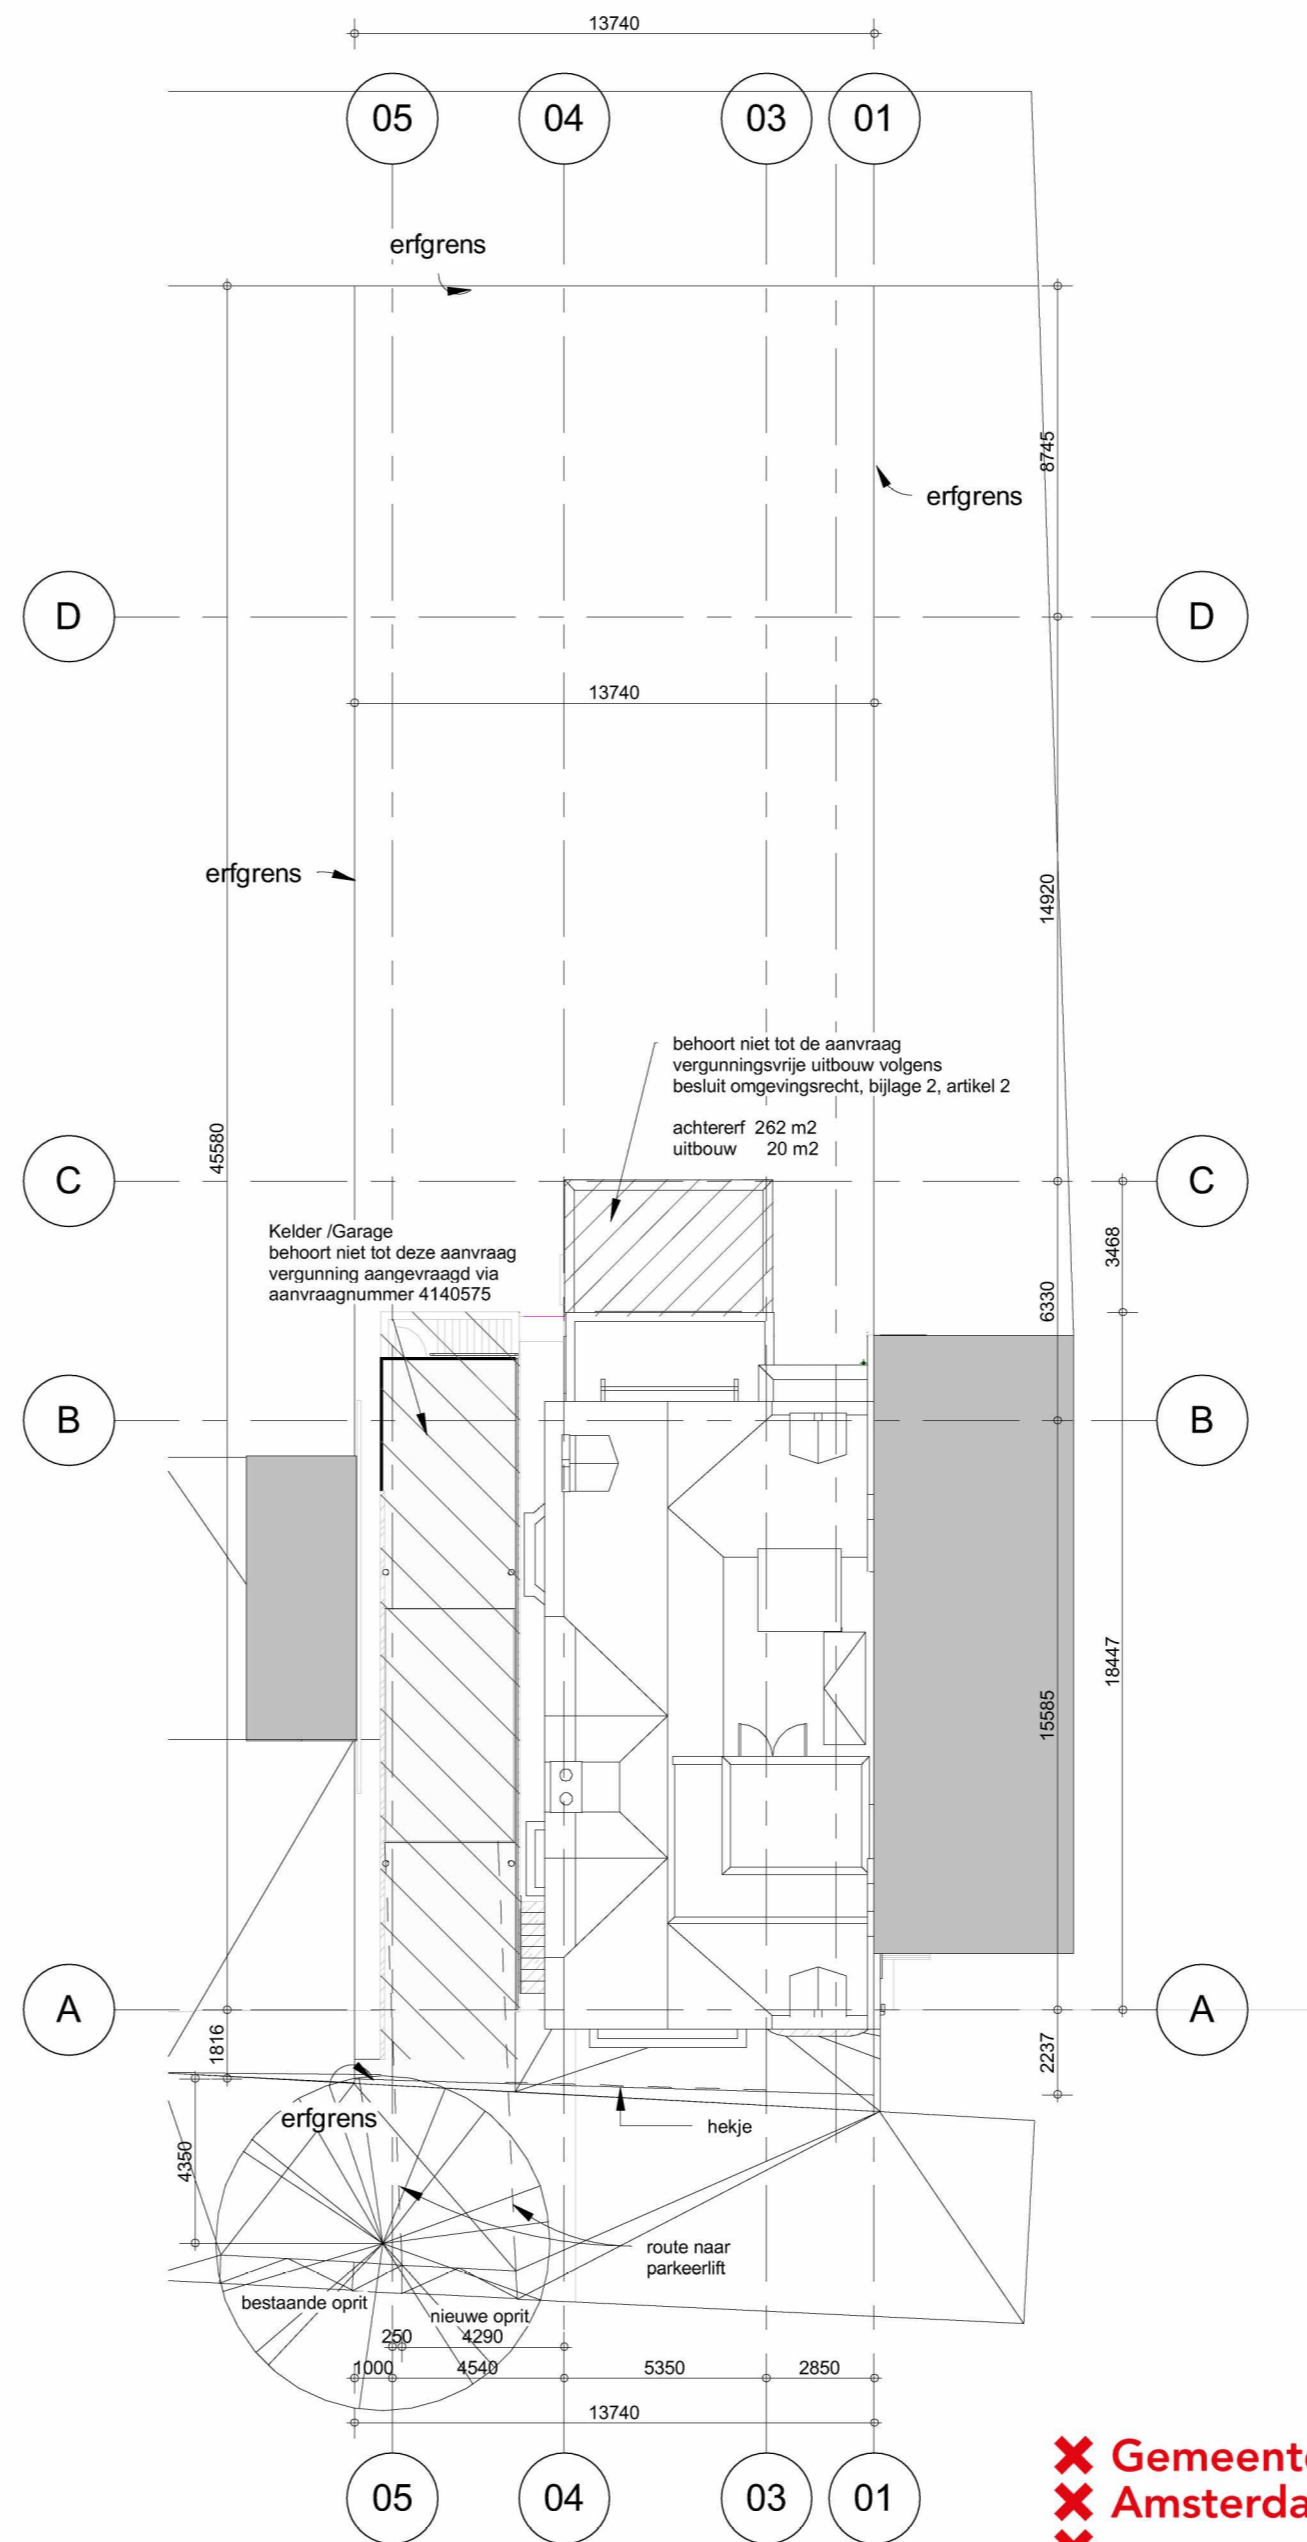 13740
05
04
03
01
erfgrens
8745
erfgrens
D
D
13740
erfgrens
14920
behoort niet tot de aanvraag
vergunningsvrije uitbouw volgens
besluit omgevingsrecht, bijlage 2, artikel 2
achtererf 262 m2
uitbouw 20 m2
45580
C
C
3468
Kelder /Garage
behoort niet tot deze aanvraag
vergunning aangevraagd via
aanvraagnummer 4140575
6330
B
B
18447
15585
A
A
1816
2237
erfgrens
hekje
4350
route naar
parkeerlift
bestaande oprit
nieuwe oprit
250
4290
1000
4540
5350
2850
13740
05
04
03
01
Gemeente
Amsterda